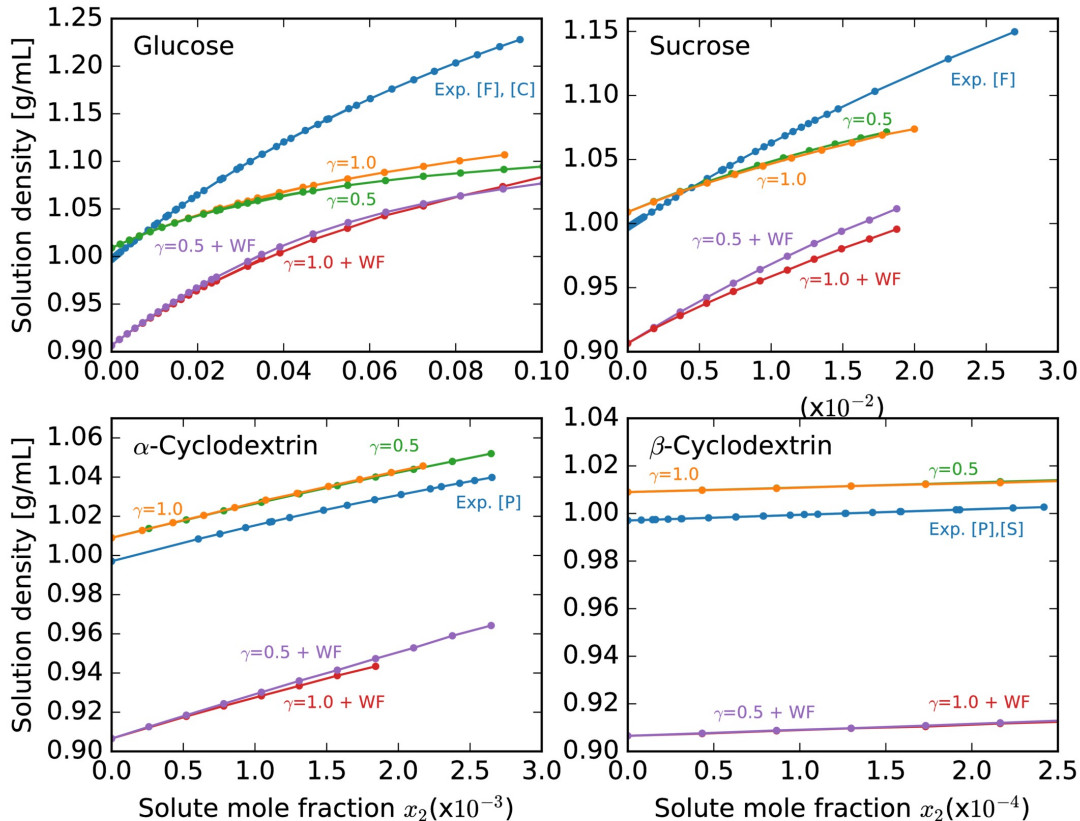 Glucose
Solution density [g/mL]
1.25
1.20
1.15
1.10
1.05
1.00
0.95
0.90
Exp. [F], [C]
γ=1.0
γ=0.5
γ=0.5 + WF
γ=1.0 + WF
0.00 0.02 0.04 0.06 0.08 0.10
Sucrose
1.15
1.10
1.05
1.00
0.95
0.90
Exp. [F]
γ=0.5
γ=1.0
γ=0.5 + WF
γ=1.0 + WF
0.0 0.5 1.0 1.5 2.0 2.5 3.0
(x10⁻²)
α-Cyclodextrin
Solution density [g/mL]
1.06
1.04
1.02
1.00
0.98
0.96
0.94
0.92
0.90
γ=0.5
γ=1.0
Exp. [P]
γ=0.5 + WF
γ=1.0 + WF
0.0 0.5 1.0 1.5 2.0 2.5 3.0
Solute mole fraction x₂(x10⁻³)
β-Cyclodextrin
1.04
1.02
1.00
0.98
0.96
0.94
0.92
0.90
γ=1.0
γ=0.5
Exp. [P],[S]
γ=0.5 + WF
γ=1.0 + WF
0.0 0.5 1.0 1.5 2.0 2.5
Solute mole fraction x₂(x10⁻⁴)